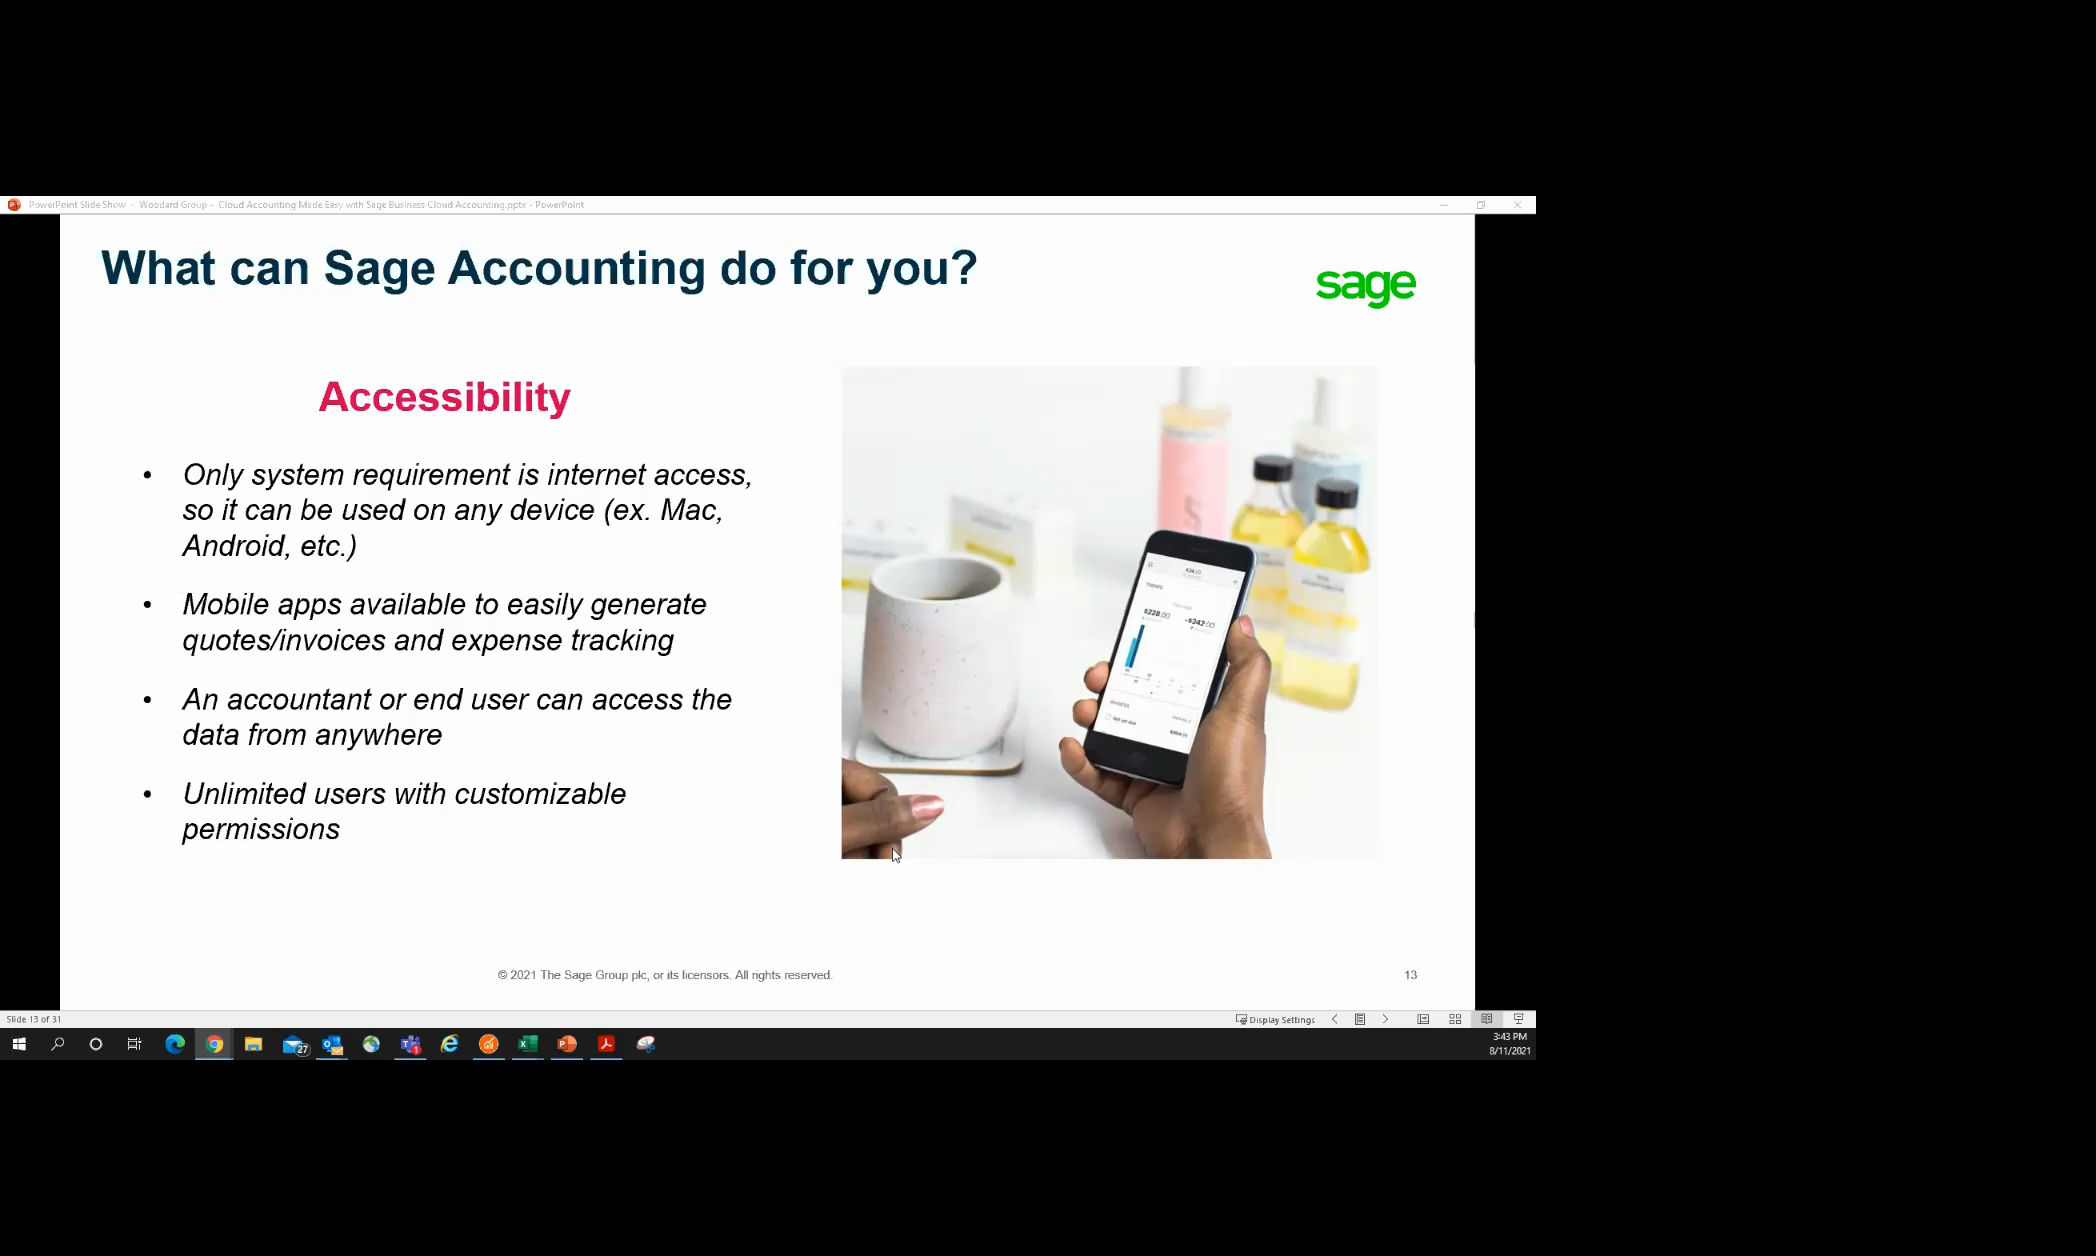 PowerPoint Slide Show - Woodard Group - Cloud Accounting Made Easy with Sage Business Cloud Accounting.pptx - PowerPoint
What can Sage Accounting do for you?
sage
Accessibility
• Only system requirement is internet access,
so it can be used on any device (ex. Mac,
Android, etc.)
• Mobile apps available to easily generate
quotes/invoices and expense tracking
• An accountant or end user can access the
data from anywhere
• Unlimited users with customizable
permissions
$228.00
-$342.00
© 2021 The Sage Group plc, or its licensors. All rights reserved.
13
Slide 13 of 31
Display Settings
27
1
3:43 PM
8/11/2021